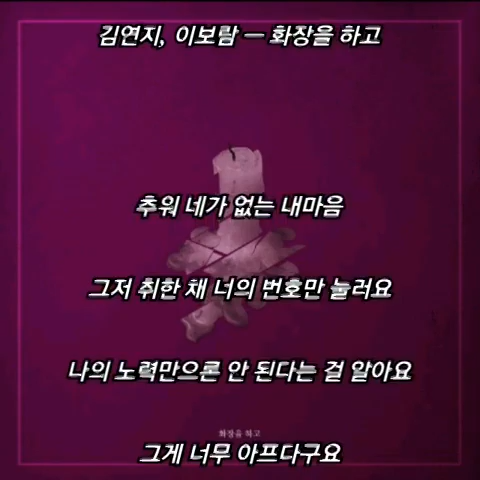 김연지, 이보람 – 화장을 하고
추워 네가 없는 내마음
그저 취한 채 너의 번호만 눌러요
나의 노력만으론 안 된다는 걸 알아요
화장을 하고
그게 너무 아프다구요